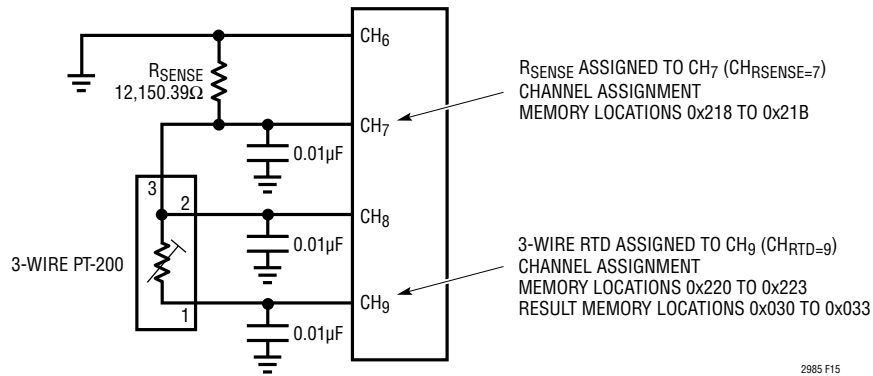 CH6
RSENSE
12,150.39Ω
RSENSE ASSIGNED TO CH7 (CHRSENSE=7)
CHANNEL ASSIGNMENT
MEMORY LOCATIONS 0x218 TO 0x21B
CH7
0.01µF
3
2
CH8
3-WIRE PT-200
0.01µF
3-WIRE RTD ASSIGNED TO CH9 (CHRTD=9)
CHANNEL ASSIGNMENT
MEMORY LOCATIONS 0x220 TO 0x223
RESULT MEMORY LOCATIONS 0x030 TO 0x033
1
CH9
0.01µF
2985 F15